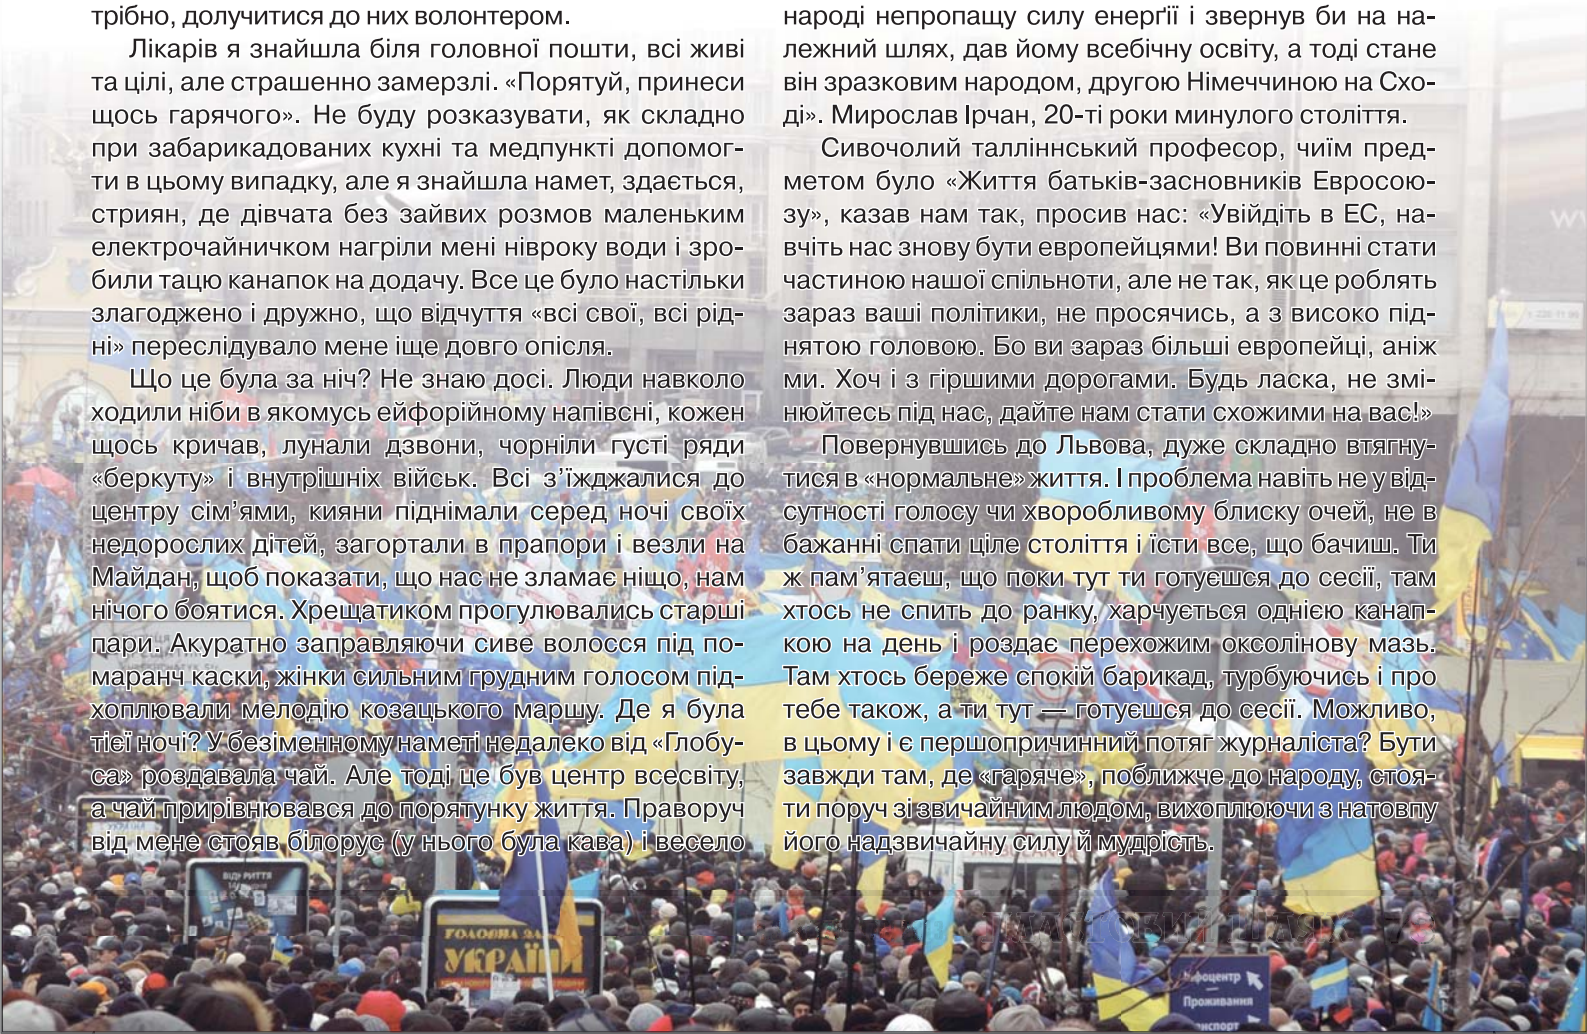 трібно, долучитися до них волонтером.
Лікарів я знайшла біля головної пошти, всі живі
та цілі, але страшенно замерзлі. «Порятуй, принеси
щось гарячого». Не буду розказувати, як складно
при забарикадованих кухні та медпункті допомог-
ти в цьому випадку, але я знайшла намет, здається,
стриян, де дівчата без зайвих розмов маленьким
електрочайничком нагріли мені нівроку води і зро-
били тацю канапок на додачу. Все це було настільки
злагоджено і дружно, що відчуття «всі свої, всі рід-
ні» переслідувало мене іще довго опісля.
Що це була за ніч? Не знаю досі. Люди навколо
ходили ніби в якомусь ейфорійному напівсні, кожен
щось кричав, лунали дзвони, чорніли густі ряди
«беркуту» і внутрішніх військ. Всі з’їжджалися до
центру сім’ями, кияни піднімали серед ночі своїх
недорослих дітей, загортали в прапори і везли на
Майдан, щоб показати, що нас не зламає ніщо, нам
нічого боятися. Хрещатиком прогулювались старші
пари. Акуратно заправляючи сиве волосся під по-
маранч каски, жінки сильним грудним голосом під-
хоплювали мелодію козацького маршу. Де я була
тієї ночі? У безіменному наметі недалеко від «Глобу-
са» роздавала чай. Але тоді це був центр всесвіту,
а чай прирівнювався до порятунку життя. Праворуч
від мене стояв білорус (у нього була кава) і весело
народі непропащу силу енерґії і звернув би на на-
лежний шлях, дав йому всебічну освіту, а тоді стане
він зразковим народом, другою Німеччиною на Схо-
ді». Мирослав Ірчан, 20-ті роки минулого століття.
Сивочолий талліннський професор, чиїм пред-
метом було «Життя батьків-засновників Евросою-
зу», казав нам так, просив нас: «Увійдіть в ЕС, на-
вчіть нас знову бути европейцями! Ви повинні стати
частиною нашої спільноти, але не так, як це роблять
зараз ваші політики, не просячись, а з високо під-
нятою головою. Бо ви зараз більші европейці, аніж
ми. Хоч і з гіршими дорогами. Будь ласка, не змі-
нюйтесь під нас, дайте нам стати схожими на вас!»
Повернувшись до Львова, дуже складно втягну-
тися в «нормальне» життя. І проблема навіть не у від-
сутності голосу чи хворобливому блиску очей, не в
бажанні спати ціле століття і їсти все, що бачиш. Ти
ж пам’ятаєш, що поки тут ти готуєшся до сесії, там
хтось не спить до ранку, харчується однією канап-
кою на день і роздає перехожим оксолінову мазь.
Там хтось береже спокій барикад, турбуючись і про
тебе також, а ти тут — готуєшся до сесії. Можливо,
в цьому і є першопричинний потяг журналіста? Бути
завжди там, де «гаряче», поближче до народу, стоя-
ти поруч зі звичайним людом, вихоплюючи з натовпу
його надзвичайну силу й мудрість.
ГОЛОВНА
УКРАЇНИ
Інфоцентр
Проживання